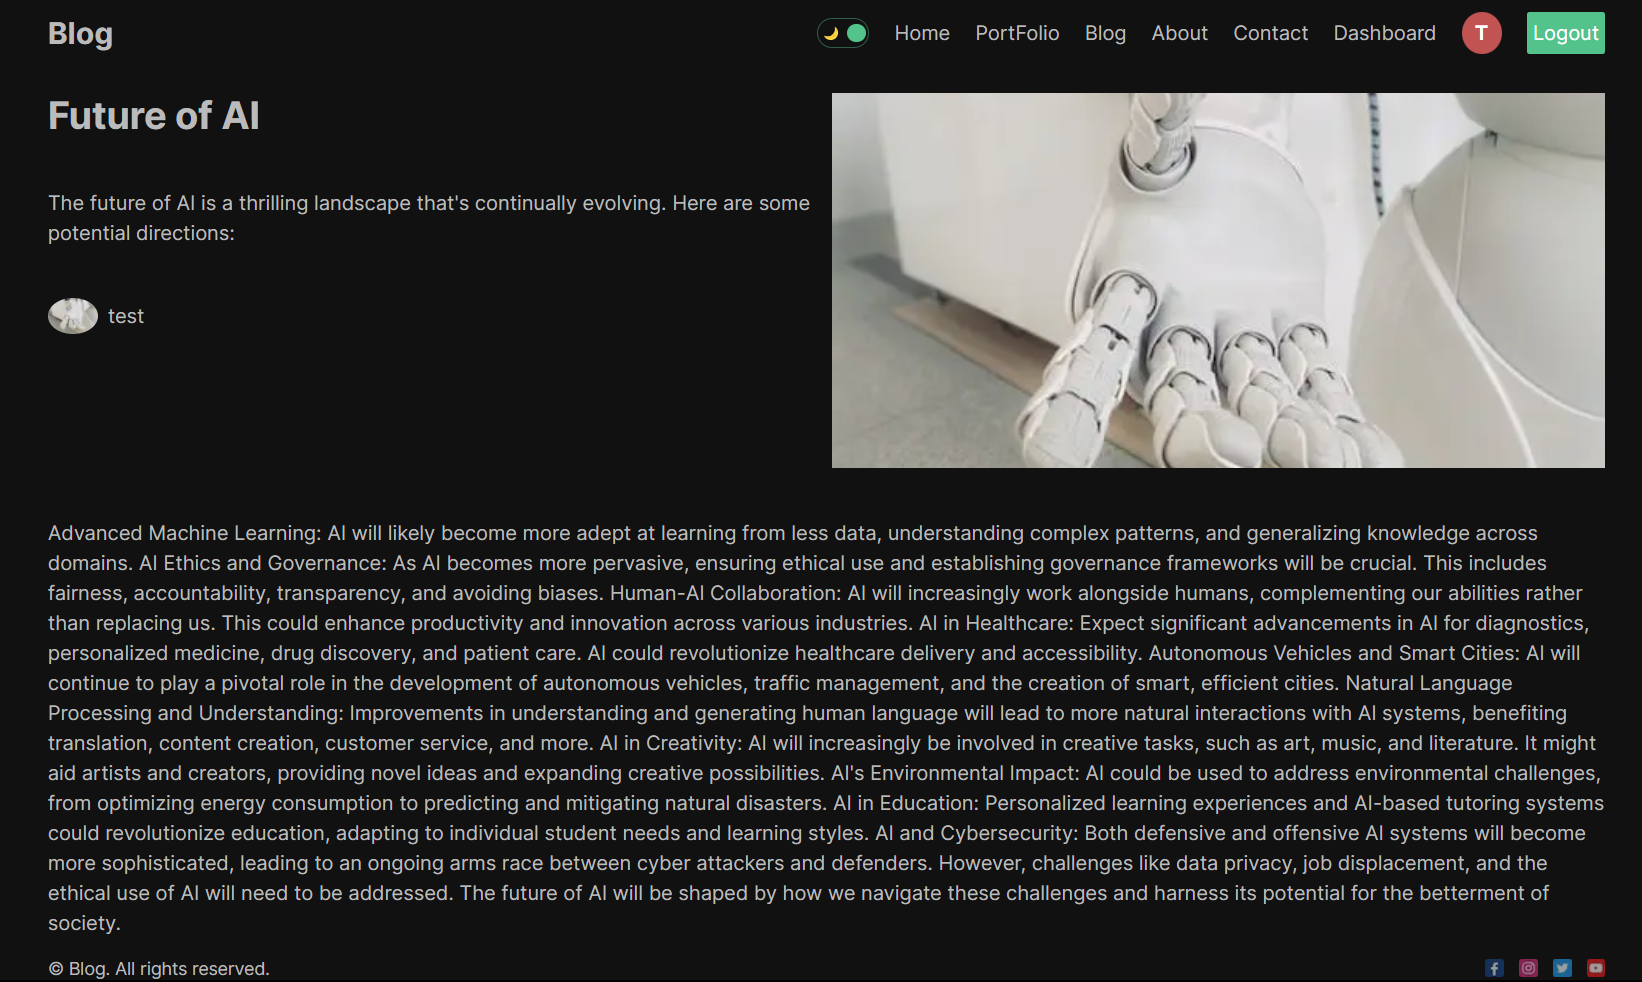 Blog
Home PortFolio Blog About Contact Dashboard T Logout
Future of AI
The future of AI is a thrilling landscape that's continually evolving. Here are some
potential directions:
test
Advanced Machine Learning: AI will likely become more adept at learning from less data, understanding complex patterns, and generalizing knowledge across
domains. AI Ethics and Governance: As AI becomes more pervasive, ensuring ethical use and establishing governance frameworks will be crucial. This includes
fairness, accountability, transparency, and avoiding biases. Human-AI Collaboration: AI will increasingly work alongside humans, complementing our abilities rather
than replacing us. This could enhance productivity and innovation across various industries. AI in Healthcare: Expect significant advancements in AI for diagnostics,
personalized medicine, drug discovery, and patient care. AI could revolutionize healthcare delivery and accessibility. Autonomous Vehicles and Smart Cities: AI will
continue to play a pivotal role in the development of autonomous vehicles, traffic management, and the creation of smart, efficient cities. Natural Language
Processing and Understanding: Improvements in understanding and generating human language will lead to more natural interactions with AI systems, benefiting
translation, content creation, customer service, and more. AI in Creativity: AI will increasingly be involved in creative tasks, such as art, music, and literature. It might
aid artists and creators, providing novel ideas and expanding creative possibilities. AI's Environmental Impact: AI could be used to address environmental challenges,
from optimizing energy consumption to predicting and mitigating natural disasters. AI in Education: Personalized learning experiences and AI-based tutoring systems
could revolutionize education, adapting to individual student needs and learning styles. AI and Cybersecurity: Both defensive and offensive AI systems will become
more sophisticated, leading to an ongoing arms race between cyber attackers and defenders. However, challenges like data privacy, job displacement, and the
ethical use of AI will need to be addressed. The future of AI will be shaped by how we navigate these challenges and harness its potential for the betterment of
society.
© Blog. All rights reserved.